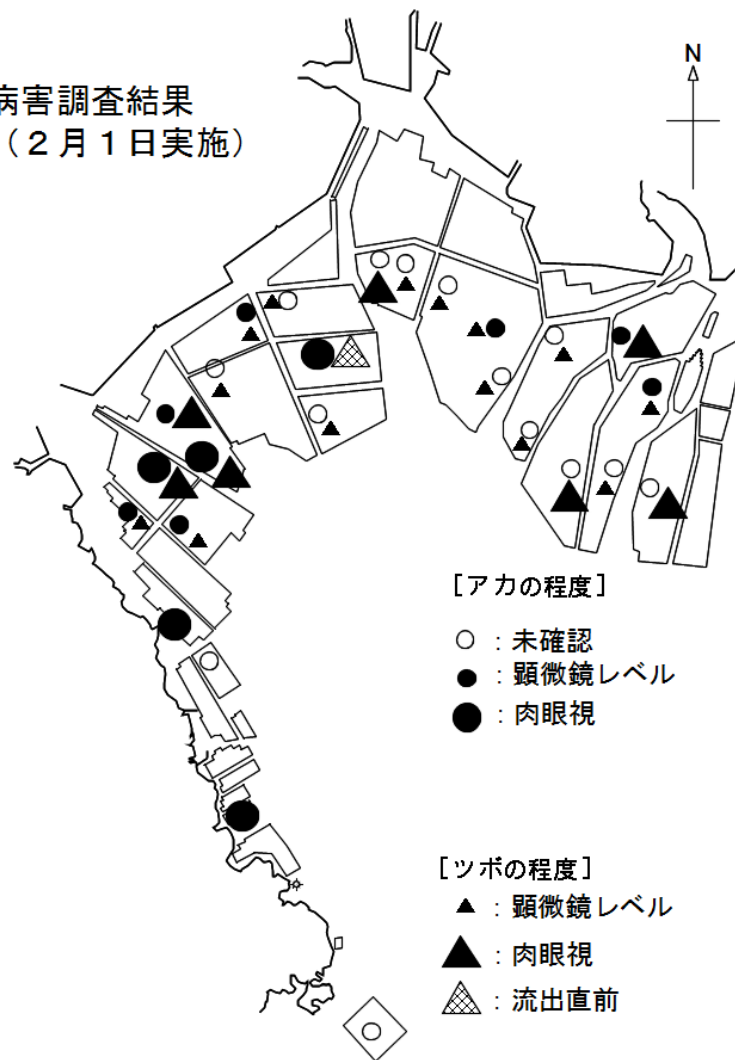 病害調査結果
（２月１日実施）
N
［アカの程度］
：未確認
：顕微鏡レベル
：肉眼視
［ツボの程度］
：顕微鏡レベル
：肉眼視
：流出直前